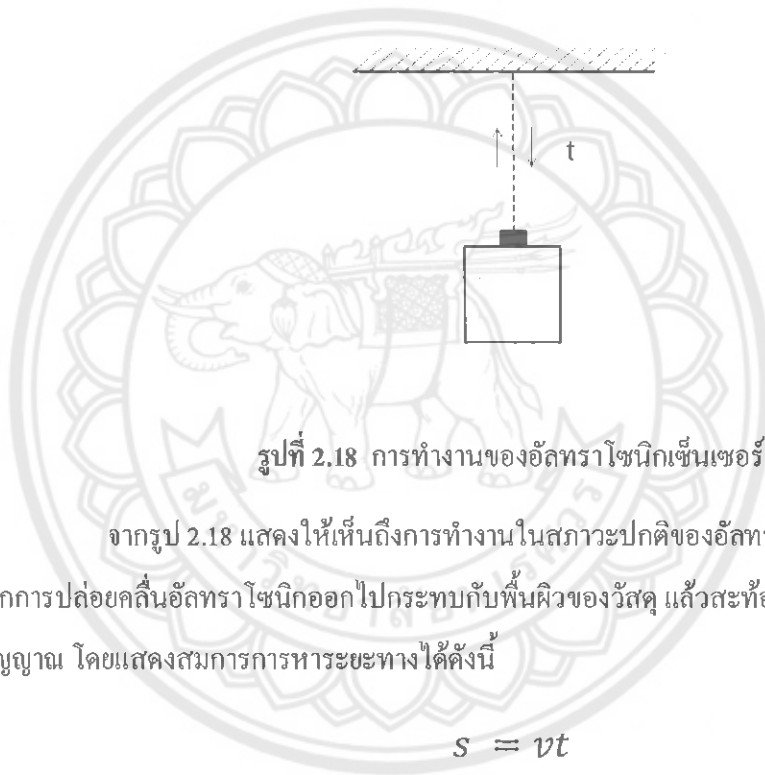 t
รูปที่ 2.18 การทำงานของอัลทราโซนิกเซ็นเซอร์
จากรูป 2.18 แสดงให้เห็นถึงการทำงานในสภาวะปกติของอัลทร
กการปล่อยคลื่นอัลทราโซนิกออกไปกระทบกับพื้นผิวของวัสดุ แล้วสะท้อ
ญญาณ โดยแสดงสมการการหาระยะทางได้ดังนี้
s = vt